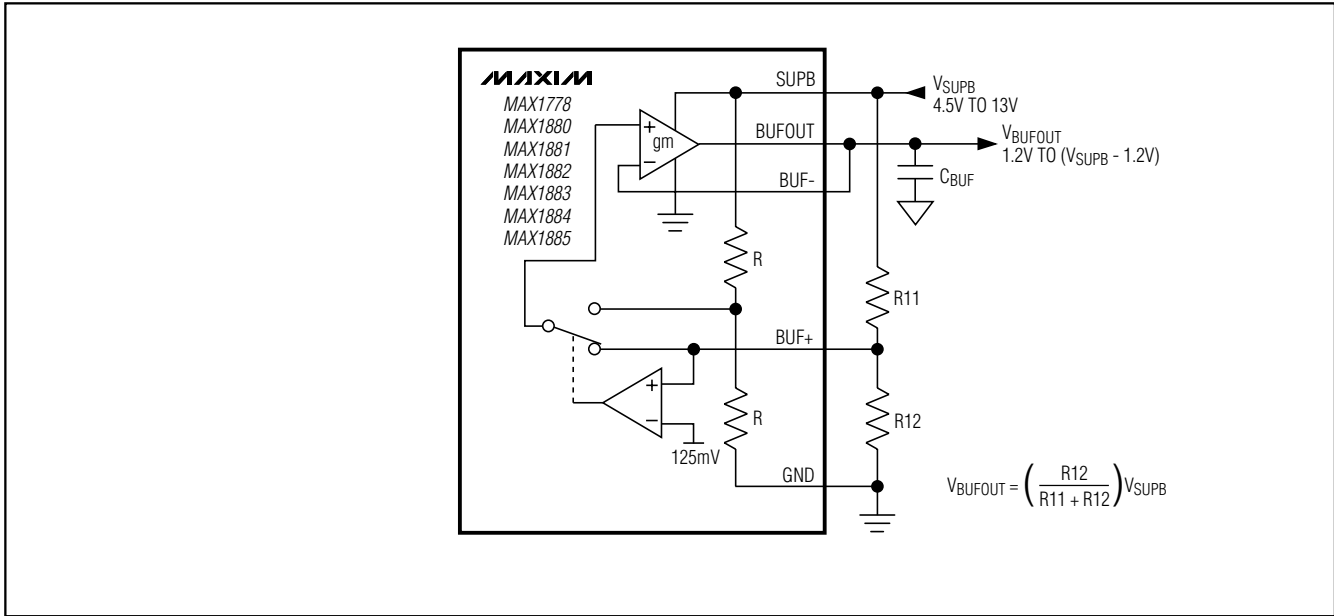 MAXIM
MAX1778
MAX1880
MAX1881
MAX1882
MAX1883
MAX1884
MAX1885
SUPB
VSUPB
4.5V TO 13V
+
gm
−
BUFOUT
VBUFOUT
1.2V TO (VSUPB - 1.2V)
BUF-
CBUF
R
R11
BUF+
+
−
125mV
R
R12
GND
VBUFOUT = (R12 / R11 + R12) VSUPB